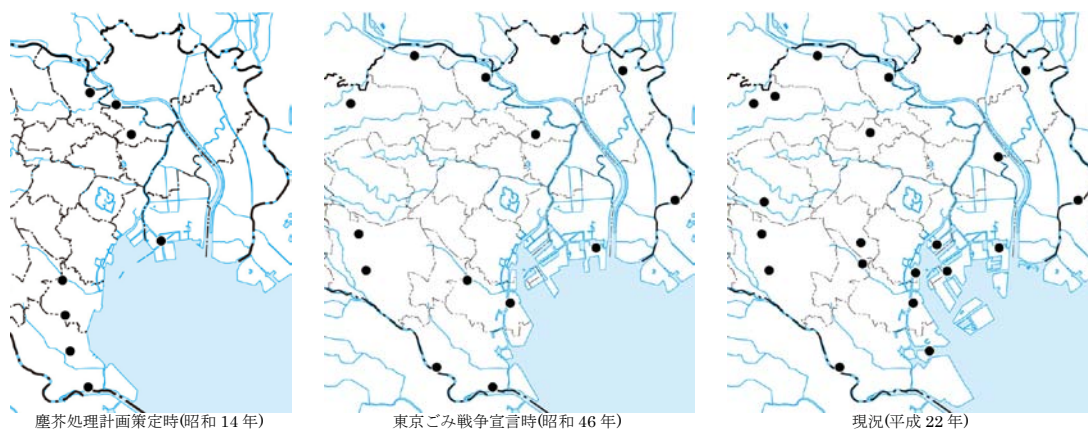 塵芥処理計画策定時(昭和 14 年)
東京ごみ戦争宣言時(昭和 46 年)
現況(平成 22 年)